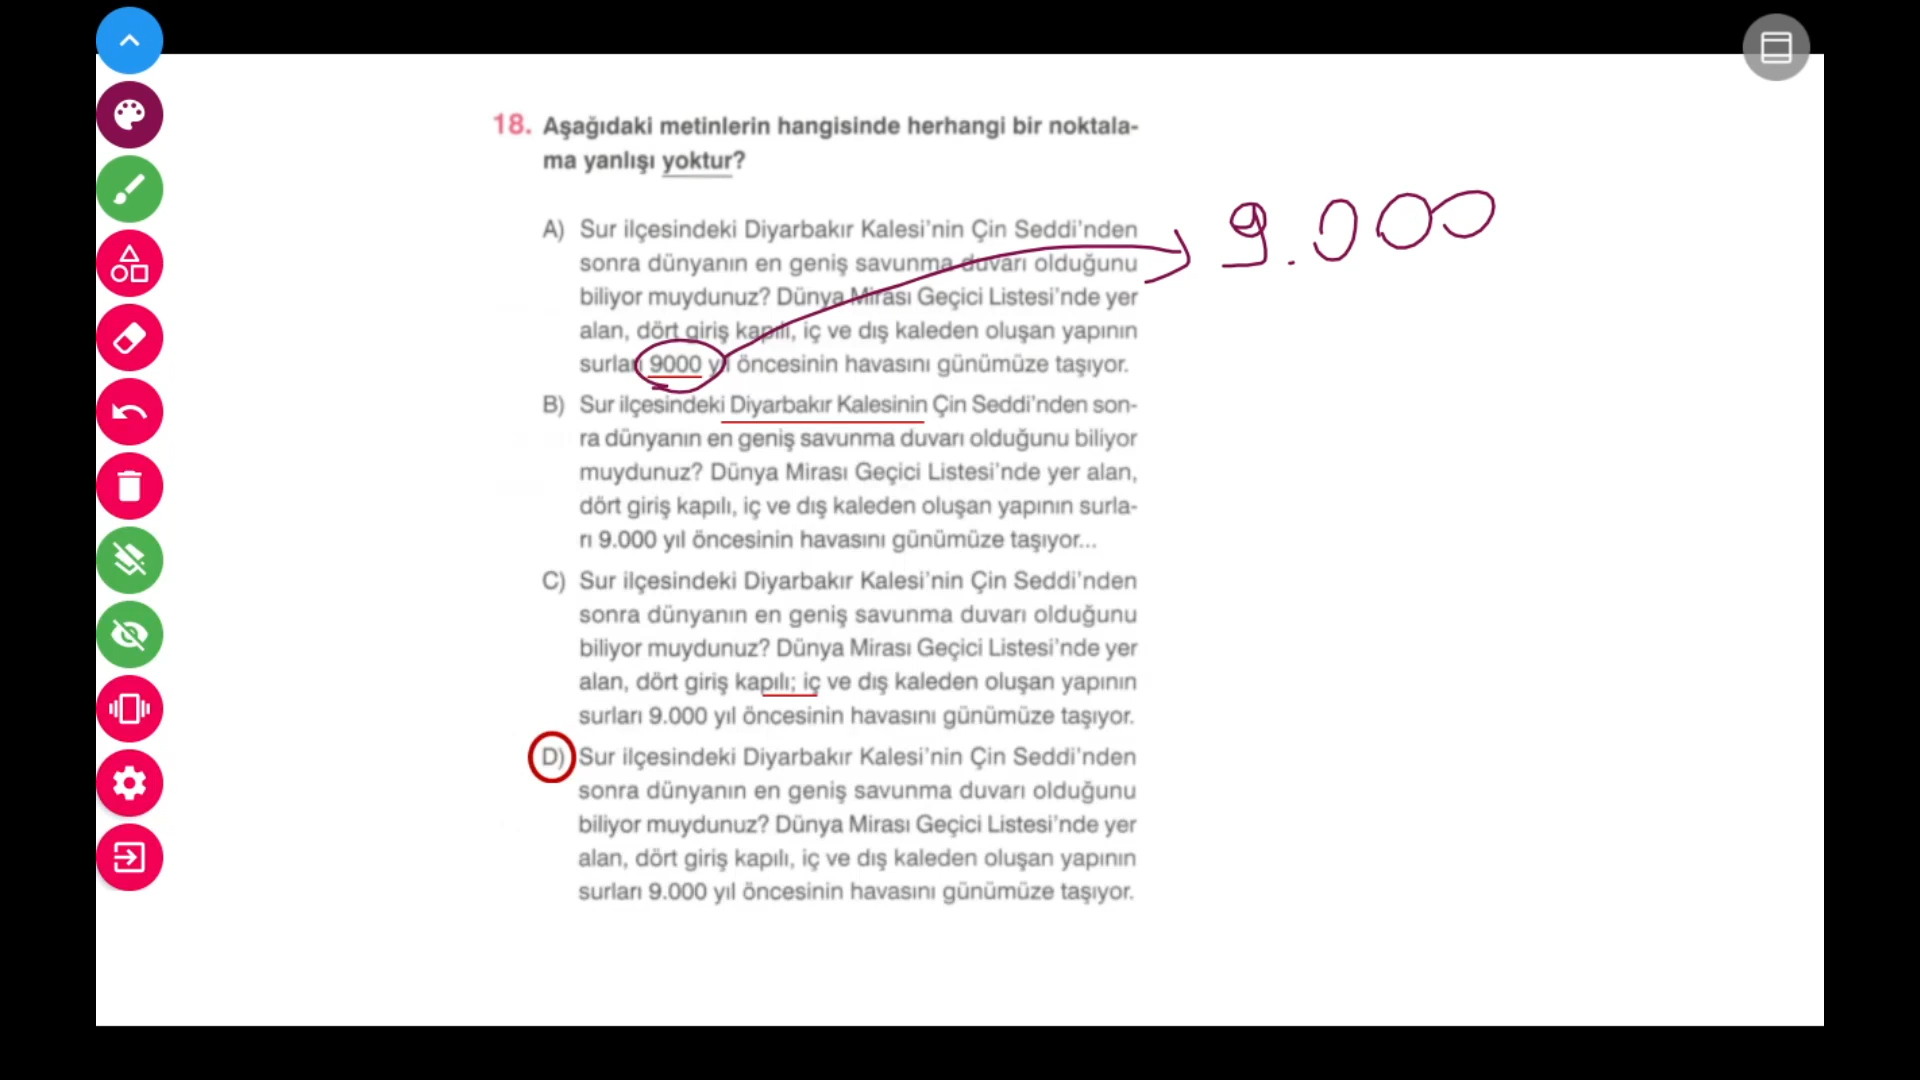 18. Aşağıdaki metinlerin hangisinde herhangi bir noktala-
ma yanlışı yoktur?
A) Sur ilçesindeki Diyarbakır Kalesi'nin Çin Seddi'nden
sonra dünyanın en geniş savunma duvarı olduğunu
biliyor muydunuz? Dünya Mirası Geçici Listesi'nde yer
alan, dört giriş kapılı, iç ve dış kaleden oluşan yapının
surları 9000 yıl öncesinin havasını günümüze taşıyor.
9.000
B) Sur ilçesindeki Diyarbakır Kalesinin Çin Seddi'nden son-
ra dünyanın en geniş savunma duvarı olduğunu biliyor
muydunuz? Dünya Mirası Geçici Listesi'nde yer alan,
dört giriş kapılı, iç ve dış kaleden oluşan yapının surla-
rı 9.000 yıl öncesinin havasını günümüze taşıyor...
C) Sur ilçesindeki Diyarbakır Kalesi'nin Çin Seddi'nden
sonra dünyanın en geniş savunma duvarı olduğunu
biliyor muydunuz? Dünya Mirası Geçici Listesi'nde yer
alan, dört giriş kapılı; iç ve dış kaleden oluşan yapının
surları 9.000 yıl öncesinin havasını günümüze taşıyor.
D) Sur ilçesindeki Diyarbakır Kalesi'nin Çin Seddi'nden
sonra dünyanın en geniş savunma duvarı olduğunu
biliyor muydunuz? Dünya Mirası Geçici Listesi'nde yer
alan, dört giriş kapılı, iç ve dış kaleden oluşan yapının
surları 9.000 yıl öncesinin havasını günümüze taşıyor.